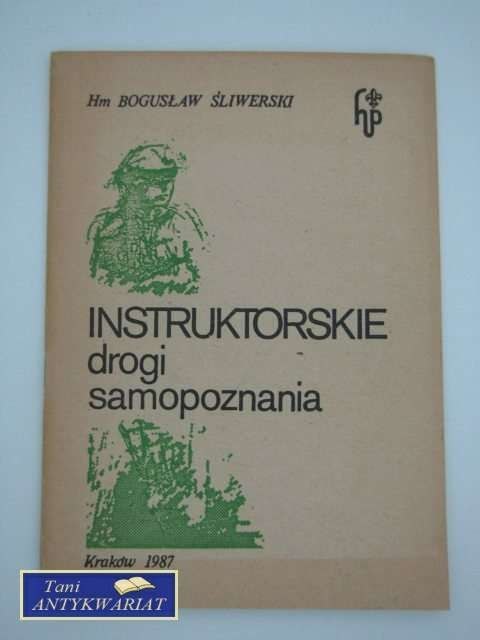 Hm BOGUSŁAW ŚLIWERSKI
INSTRUKTORSKIE
drogi
samopoznania
Kraków 1987
Tani
ANTYKWARIAT